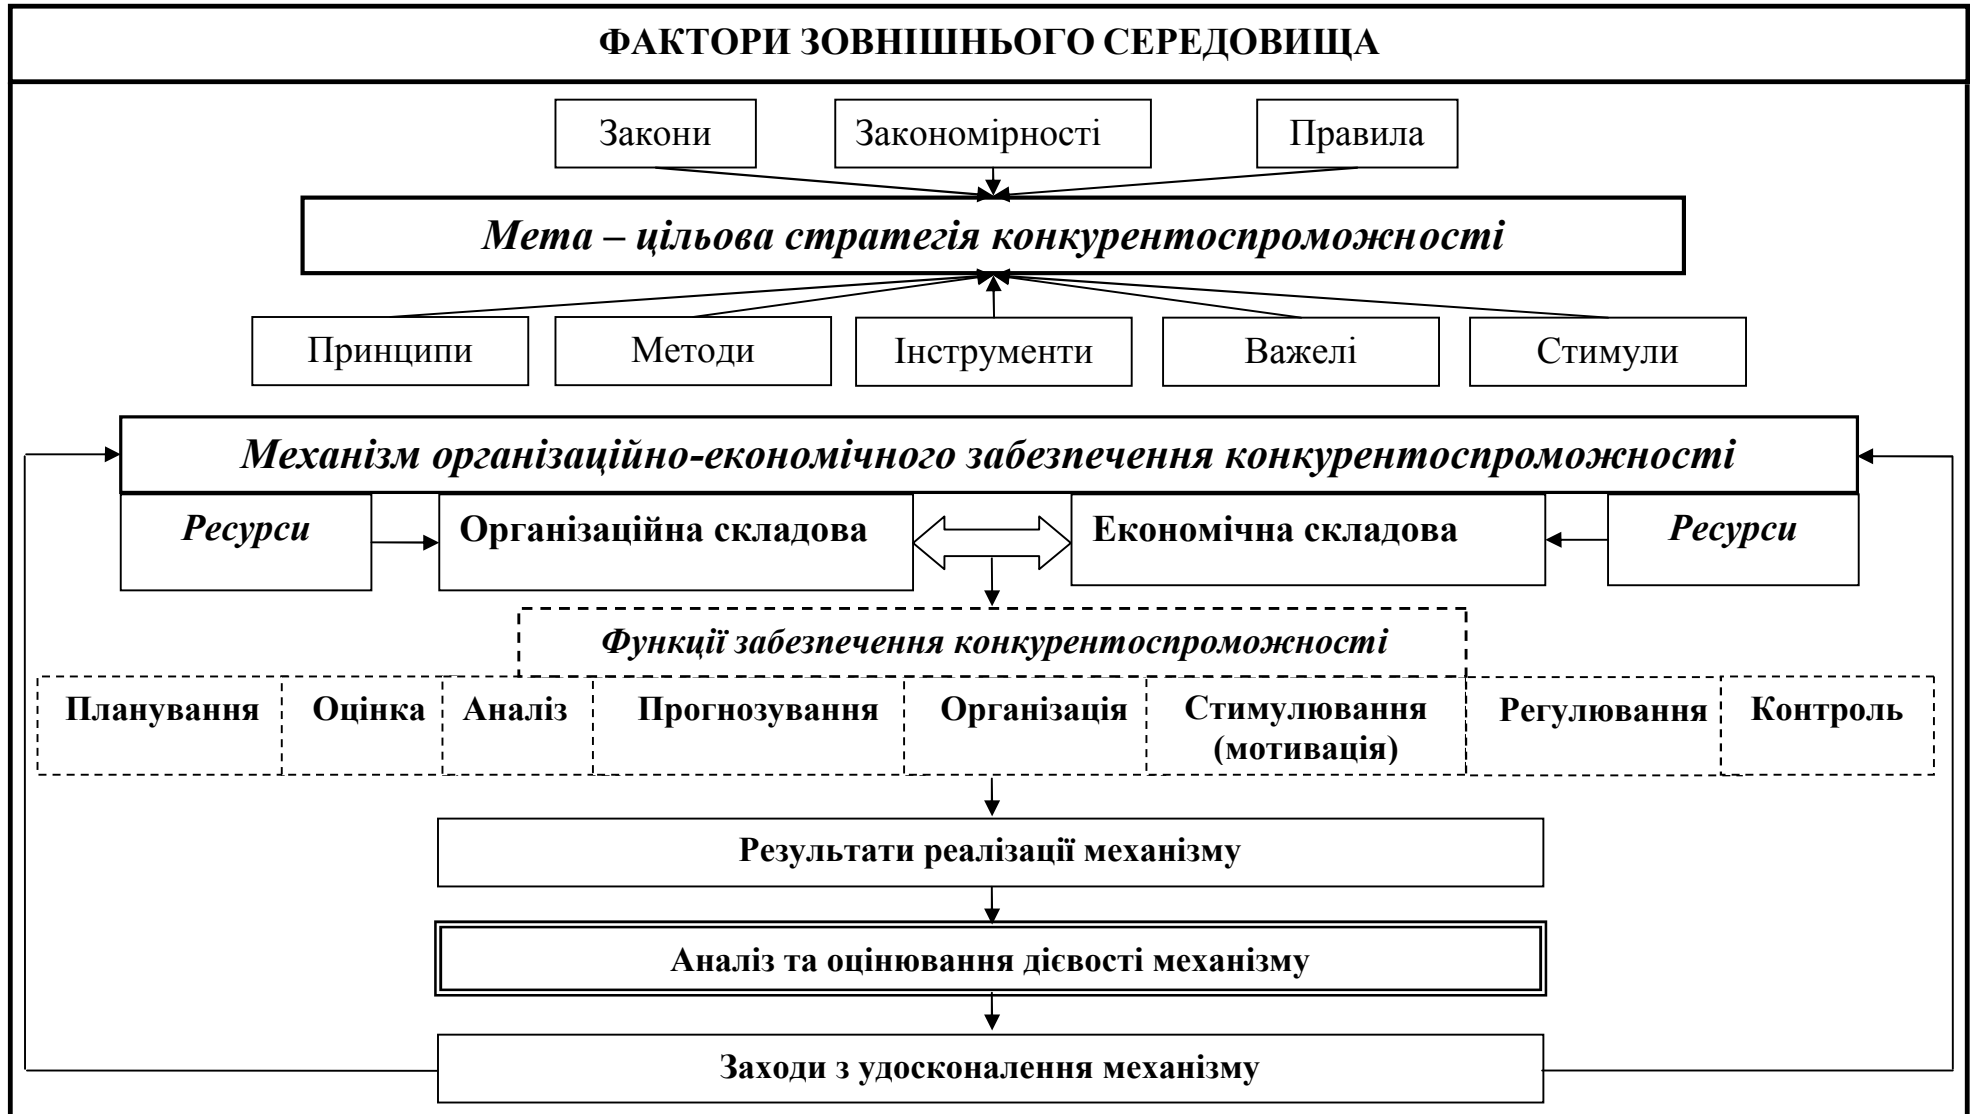 ФАКТОРИ ЗОВНІШНЬОГО СЕРЕДОВИЩА
Закони
Закономірності
Правила
Мета – цільова стратегія конкурентоспроможності
Принципи
Методи
Інструменти
Важелі
Стимули
Механізм організаційно-економічного забезпечення конкурентоспроможності
Ресурси
Організаційна складова
Економічна складова
Ресурси
Функції забезпечення конкурентоспроможності
Планування
Оцінка
Аналіз
Прогнозування
Організація
Стимулювання
(мотивація)
Регулювання
Контроль
Результати реалізації механізму
Аналіз та оцінювання дієвості механізму
Заходи з удосконалення механізму